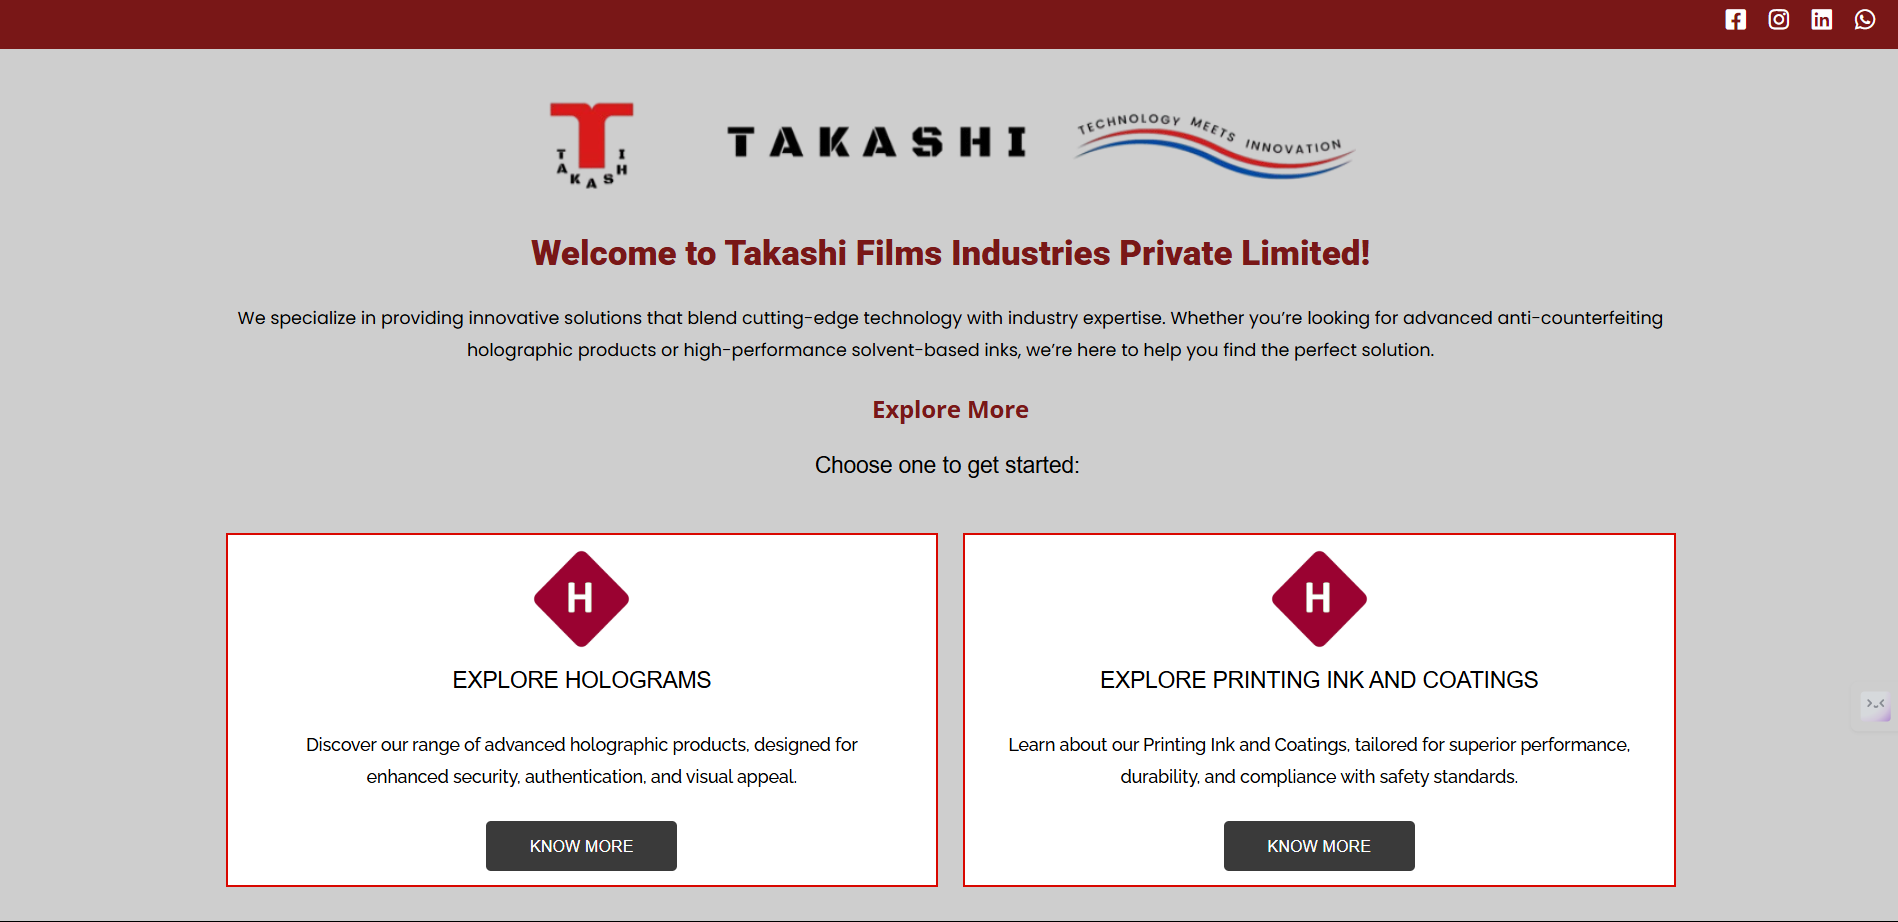 TAKASHI
TAKASHI
TECHNOLOGY MEETS INNOVATION
Welcome to Takashi Films Industries Private Limited!
We specialize in providing innovative solutions that blend cutting-edge technology with industry expertise. Whether you’re looking for advanced anti-counterfeiting
holographic products or high-performance solvent-based inks, we’re here to help you find the perfect solution.
Explore More
Choose one to get started:
H
EXPLORE HOLOGRAMS
Discover our range of advanced holographic products, designed for
enhanced security, authentication, and visual appeal.
KNOW MORE
H
EXPLORE PRINTING INK AND COATINGS
Learn about our Printing Ink and Coatings, tailored for superior performance,
durability, and compliance with safety standards.
KNOW MORE